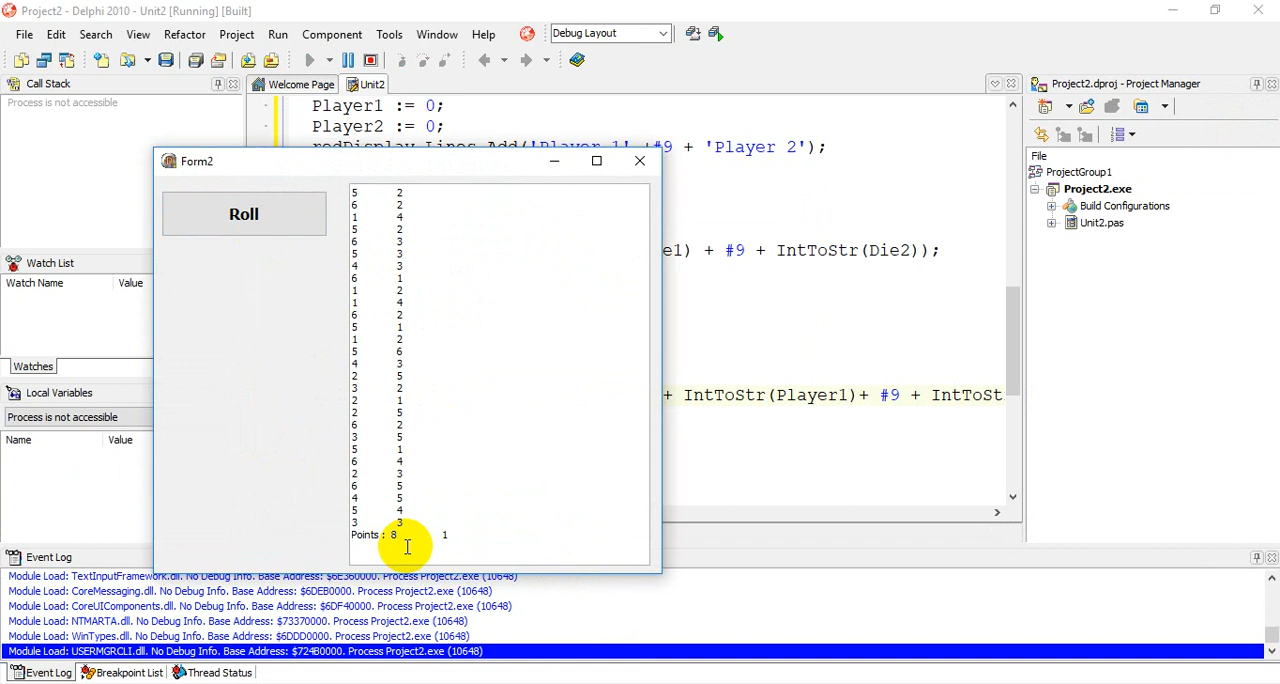 Project2 - Delphi 2010 - Unit2 [Running] [Built]
File Edit Search View Refactor Project Run Component Tools Window Help Debug Layout
Call Stack
Process is not accessible
Welcome Page Unit2
Project2.dproj - Project Manager
Player1 := 0;
Player2 := 0;
redDisplay.Lines.Add('Player 1' +#9 + 'Player 2');
File
ProjectGroup1
Project2.exe
Build Configurations
Unit2.pas
Form2
Roll
5 2
6 2
1 4
5 2
6 3
5 3
4 3
6 1
1 2
1 4
6 2
5 1
1 2
5 6
4 3
2 5
3 2
2 1
2 5
6 2
3 5
5 1
6 4
2 3
6 5
4 5
5 4
3 3
Points : 8 1
e1) + #9 + IntToStr(Die2));
+ IntToStr(Player1)+ #9 + IntToSt
Watch List
Watch Name Value
Watches
Local Variables
Process is not accessible
Name Value
Event Log
Module Load: TextInputFramework.dll. No Debug Info. Base Address: $6E360000. Process Project2.exe (10648)
Module Load: CoreMessaging.dll. No Debug Info. Base Address: $6DEB0000. Process Project2.exe (10648)
Module Load: CoreUIComponents.dll. No Debug Info. Base Address: $6DF40000. Process Project2.exe (10648)
Module Load: NTMARTA.dll. No Debug Info. Base Address: $73370000. Process Project2.exe (10648)
Module Load: WinTypes.dll. No Debug Info. Base Address: $6DDD0000. Process Project2.exe (10648)
Module Load: USERMGRCLI.dll. No Debug Info. Base Address: $724B0000. Process Project2.exe (10648)
Event Log Breakpoint List Thread Status